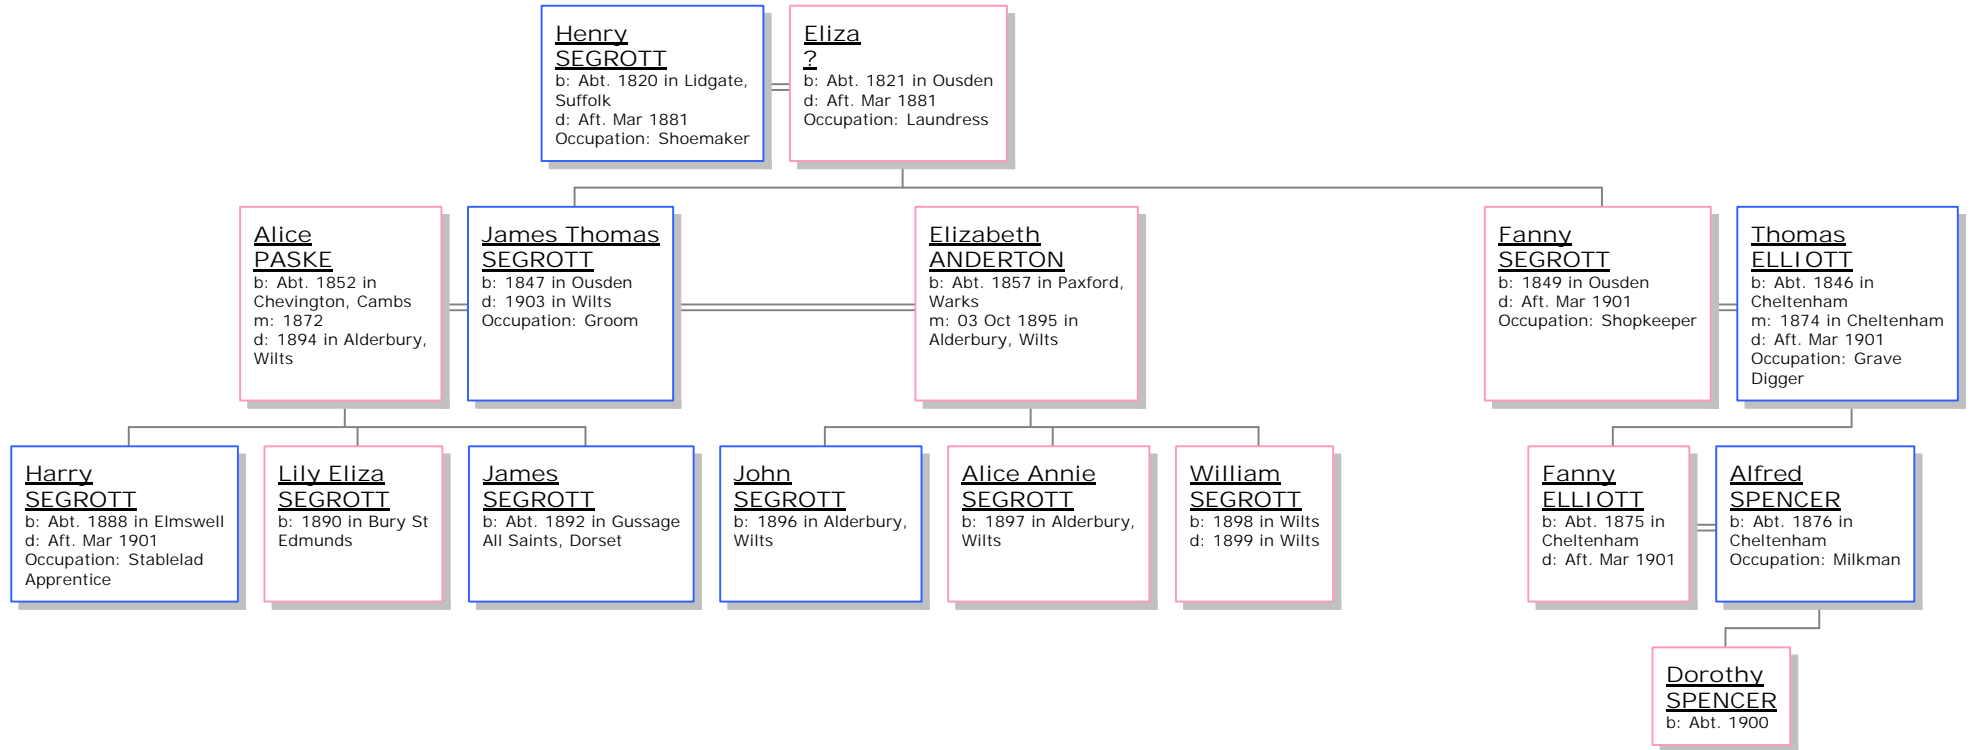 Henry
SEGROTT
b: Abt. 1820 in Lidgate,
Suffolk
d: Aft. Mar 1881
Occupation: Shoemaker
Eliza
?
b: Abt. 1821 in Ousden
d: Aft. Mar 1881
Occupation: Laundress
Alice
PASKE
b: Abt. 1852 in
Chevington, Cambs
m: 1872
d: 1894 in Alderbury,
Wilts
James Thomas
SEGROTT
b: 1847 in Ousden
d: 1903 in Wilts
Occupation: Groom
Elizabeth
ANDERTON
b: Abt. 1857 in Paxford,
Warks
m: 03 Oct 1895 in
Alderbury, Wilts
Fanny
SEGROTT
b: 1849 in Ousden
d: Aft. Mar 1901
Occupation: Shopkeeper
Thomas
ELLIOTT
b: Abt. 1846 in
Cheltenham
m: 1874 in Cheltenham
d: Aft. Mar 1901
Occupation: Grave
Digger
Harry
SEGROTT
b: Abt. 1888 in Elmswell
d: Aft. Mar 1901
Occupation: Stablelad
Apprentice
Lily Eliza
SEGROTT
b: 1890 in Bury St
Edmunds
James
SEGROTT
b: Abt. 1892 in Gussage
All Saints, Dorset
John
SEGROTT
b: 1896 in Alderbury,
Wilts
Alice Annie
SEGROTT
b: 1897 in Alderbury,
Wilts
William
SEGROTT
b: 1898 in Wilts
d: 1899 in Wilts
Fanny
ELLIOTT
b: Abt. 1875 in
Cheltenham
d: Aft. Mar 1901
Alfred
SPENCER
b: Abt. 1876 in
Cheltenham
Occupation: Milkman
Dorothy
SPENCER
b: Abt. 1900